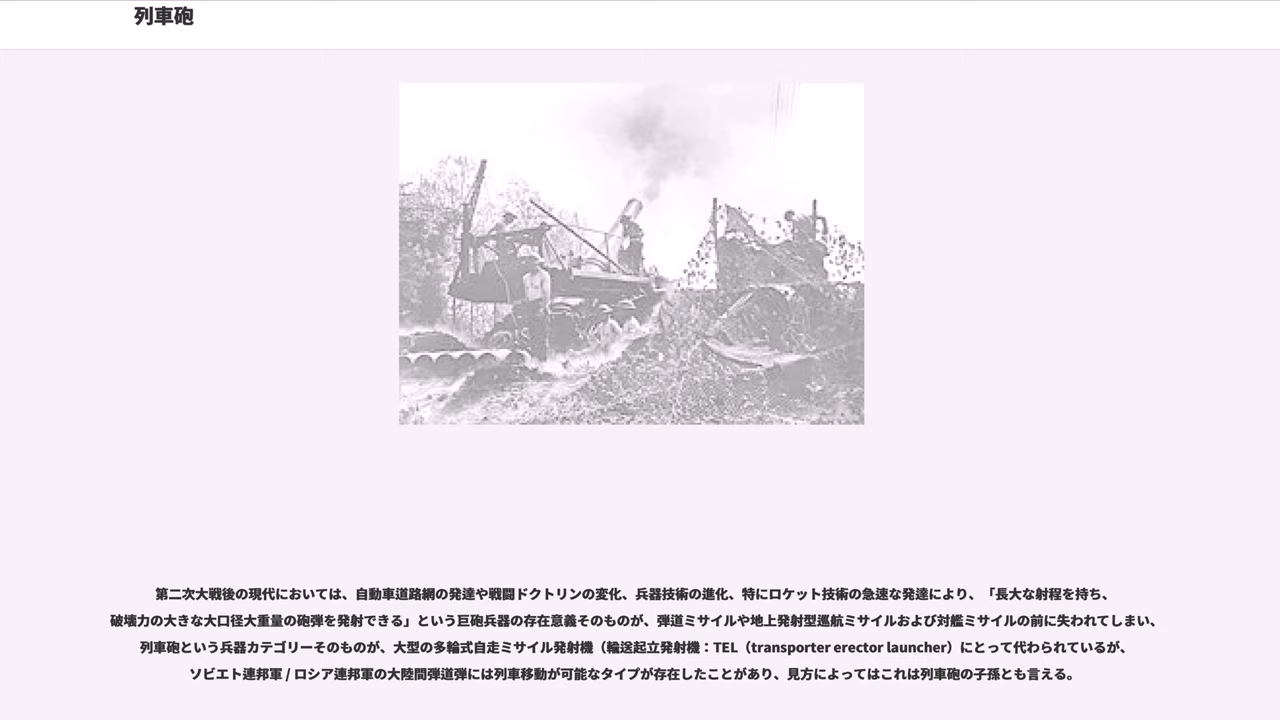 列車砲
第二次大戦後の現代においては、自動車道路網の発達や戦闘ドクトリンの変化、兵器技術の進化、特にロケット技術の急速な発達により、「長大な射程を持ち、
破壊力の大きな大口径大重量の砲弾を発射できる」という巨砲兵器の存在意義そのものが、弾道ミサイルや地上発射型巡航ミサイルおよび対艦ミサイルの前に失われてしまい、
列車砲という兵器カテゴリーそのものが、大型の多輪式自走ミサイル発射機（輸送起立発射機：TEL（transporter erector launcher）にとって代わられているが、
ソビエト連邦軍 / ロシア連邦軍の大陸間弾道弾には列車移動が可能なタイプが存在したことがあり、見方によってはこれは列車砲の子孫とも言える。